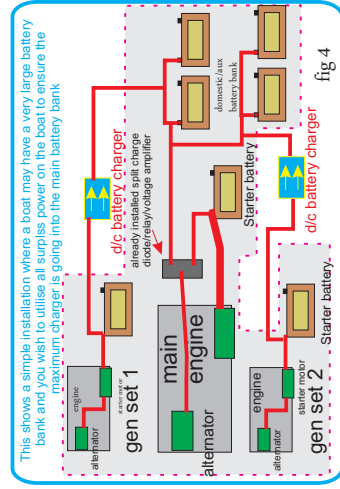 This shows a simple installation where a boat may have a very large battery
bank and you wish to utilise all surplss power on the boat to ensure the
maximum charger is going into the main battery bank
engine
alternator
starter motor
gen set 1
d/c battery charger
already installed split charge
diode/relay/voltage amplifier
domestic/aux
battery bank
main
engine
alternator
Starter battery
engine
alternator
starter motor
gen set 2
Starter battery
d/c battery charger
fig 4